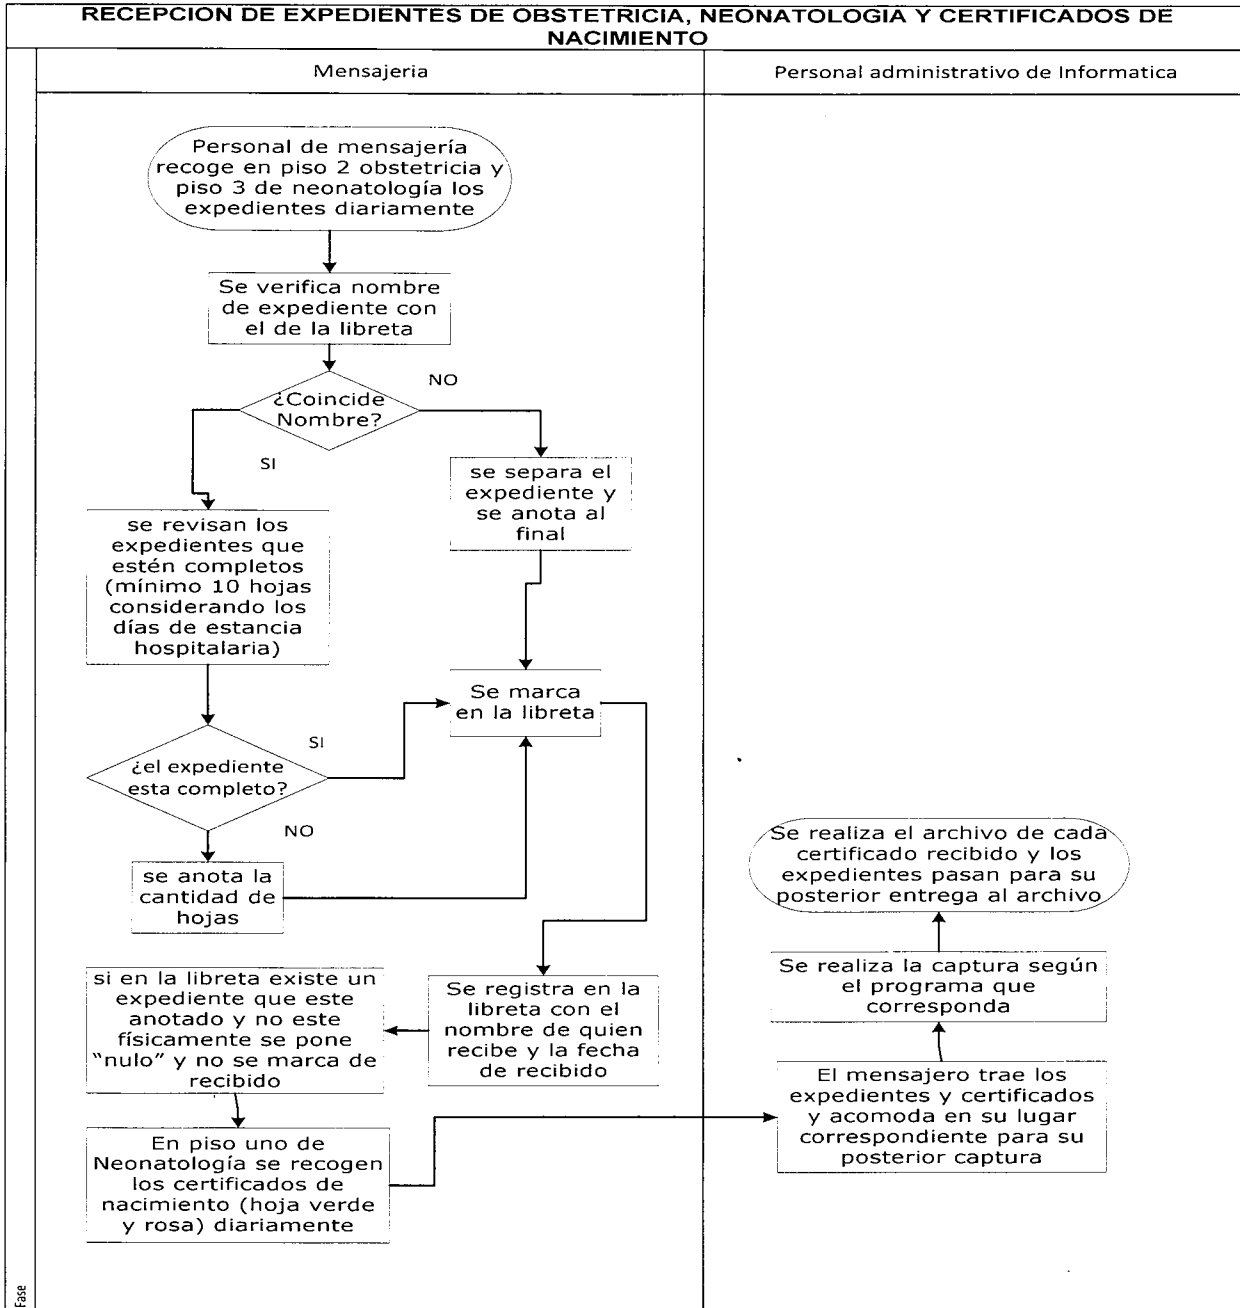 RECEPCION DE EXPEDIENTES DE OBSTETRICIA, NEONATOLOGIA Y CERTIFICADOS DE
NACIMIENTO
Mensajeria
Personal administrativo de Informatica
Personal de mensajería
recoge en piso 2 obstetricia y
piso 3 de neonatología los
expedientes diariamente
Se verifica nombre
de expediente con
el de la libreta
¿Coincide
Nombre?
NO
SI
se separa el
expediente y
se anota al
final
se revisan los
expedientes que
estén completos
(mínimo 10 hojas
considerando los
días de estancia
hospitalaria)
Se marca
en la libreta
¿el expediente
esta completo?
SI
NO
se anota la
cantidad de
hojas
Se registra en la
libreta con el
nombre de quien
recibe y la fecha
de recibido
si en la libreta existe un
expediente que este
anotado y no este
físicamente se pone
“nulo” y no se marca de
recibido
En piso uno de
Neonatología se recogen
los certificados de
nacimiento (hoja verde
y rosa) diariamente
El mensajero trae los
expedientes y certificados
y acomoda en su lugar
correspondiente para su
posterior captura
Se realiza la captura según
el programa que
corresponda
Se realiza el archivo de cada
certificado recibido y los
expedientes pasan para su
posterior entrega al archivo
Fase